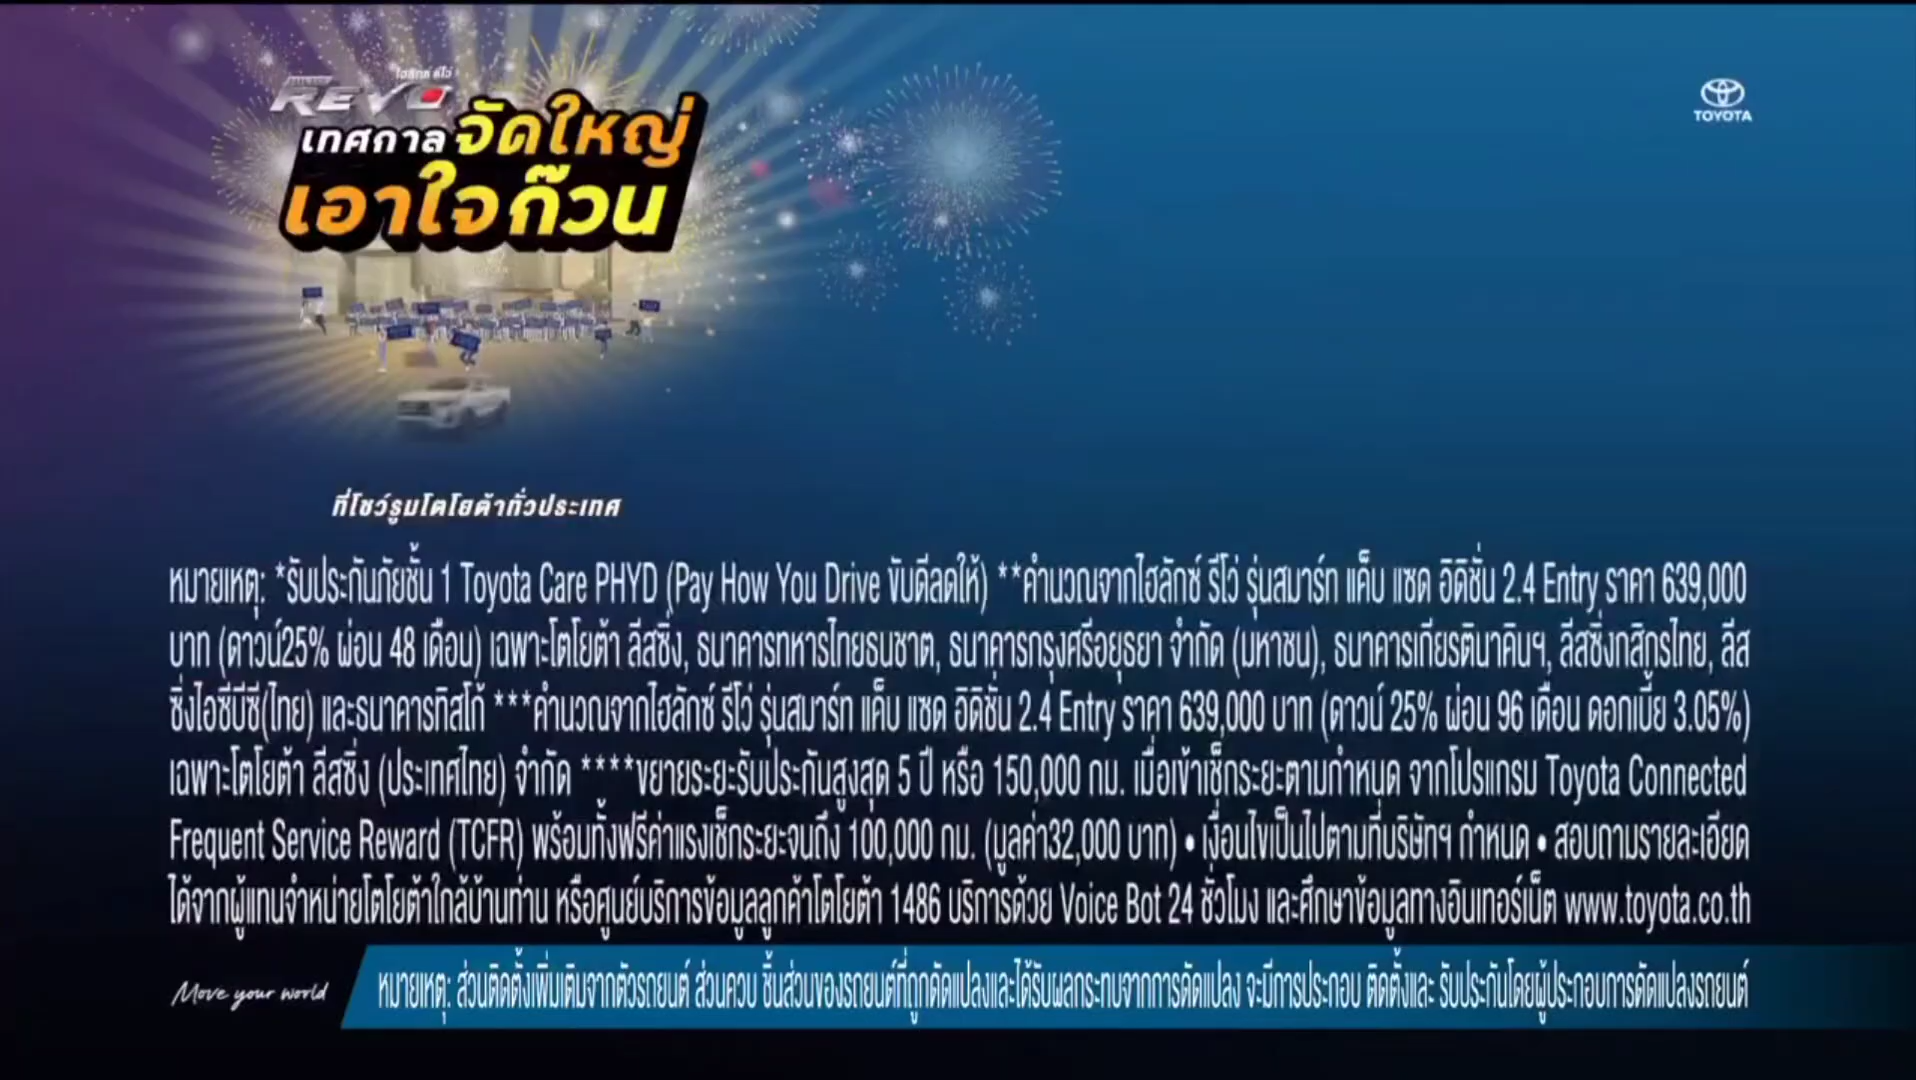 ไฮลักซ์ รีโว่
REVO
เทศกาลจัดใหญ่
เอาใจก๊วน
TOYOTA
ที่โชว์รูมโตโยต้าทั่วประเทศ
หมายเหตุ: *รับประกันภัยชั้น 1 Toyota Care PHYD (Pay How You Drive ขับดีลดให้) **คำนวณจากไฮลักซ์ รีโว่ รุ่นสมาร์ท แค็บ แซด อิดิชั่น 2.4 Entry ราคา 639,000
บาท (ดาวน์25% ผ่อน 48 เดือน) เฉพาะโตโยต้า ลีสซิ่ง, ธนาคารทหารไทยธนชาต, ธนาคารกรุงศรีอยุธยา จำกัด (มหาชน), ธนาคารเกียรตินาคินฯ, ลีสซิ่งกสิกรไทย, ลีส
ซิ่งไอซีบีซี(ไทย) และธนาคารทิสโก้ ***คำนวณจากไฮลักซ์ รีโว่ รุ่นสมาร์ท แค็บ แซด อิดิชั่น 2.4 Entry ราคา 639,000 บาท (ดาวน์ 25% ผ่อน 96 เดือน ดอกเบี้ย 3.05%)
เฉพาะโตโยต้า ลีสซิ่ง (ประเทศไทย) จำกัด ****ขยายระยะรับประกันสูงสุด 5 ปี หรือ 150,000 กม. เมื่อเข้าเช็กระยะตามกำหนด จากโปรแกรม Toyota Connected
Frequent Service Reward (TCFR) พร้อมทั้งฟรีค่าแรงเช็กระยะจนถึง 100,000 กม. (มูลค่า32,000 บาท) • เงื่อนไขเป็นไปตามที่บริษัทฯ กำหนด • สอบถามรายละเอียด
ได้จากผู้แทนจำหน่ายโตโยต้าใกล้บ้านท่าน หรือศูนย์บริการข้อมูลลูกค้าโตโยต้า 1486 บริการด้วย Voice Bot 24 ชั่วโมง และศึกษาข้อมูลทางอินเทอร์เน็ต www.toyota.co.th
Move your world
หมายเหตุ: ส่วนติดตั้งเพิ่มเติมจากตัวรถยนต์ ส่วนควบ ชิ้นส่วนของรถยนต์ที่ถูกดัดแปลงและได้รับผลกระทบจากการดัดแปลง จะมีการประกอบ ติดตั้งและ รับประกันโดยผู้ประกอบการดัดแปลงรถยนต์